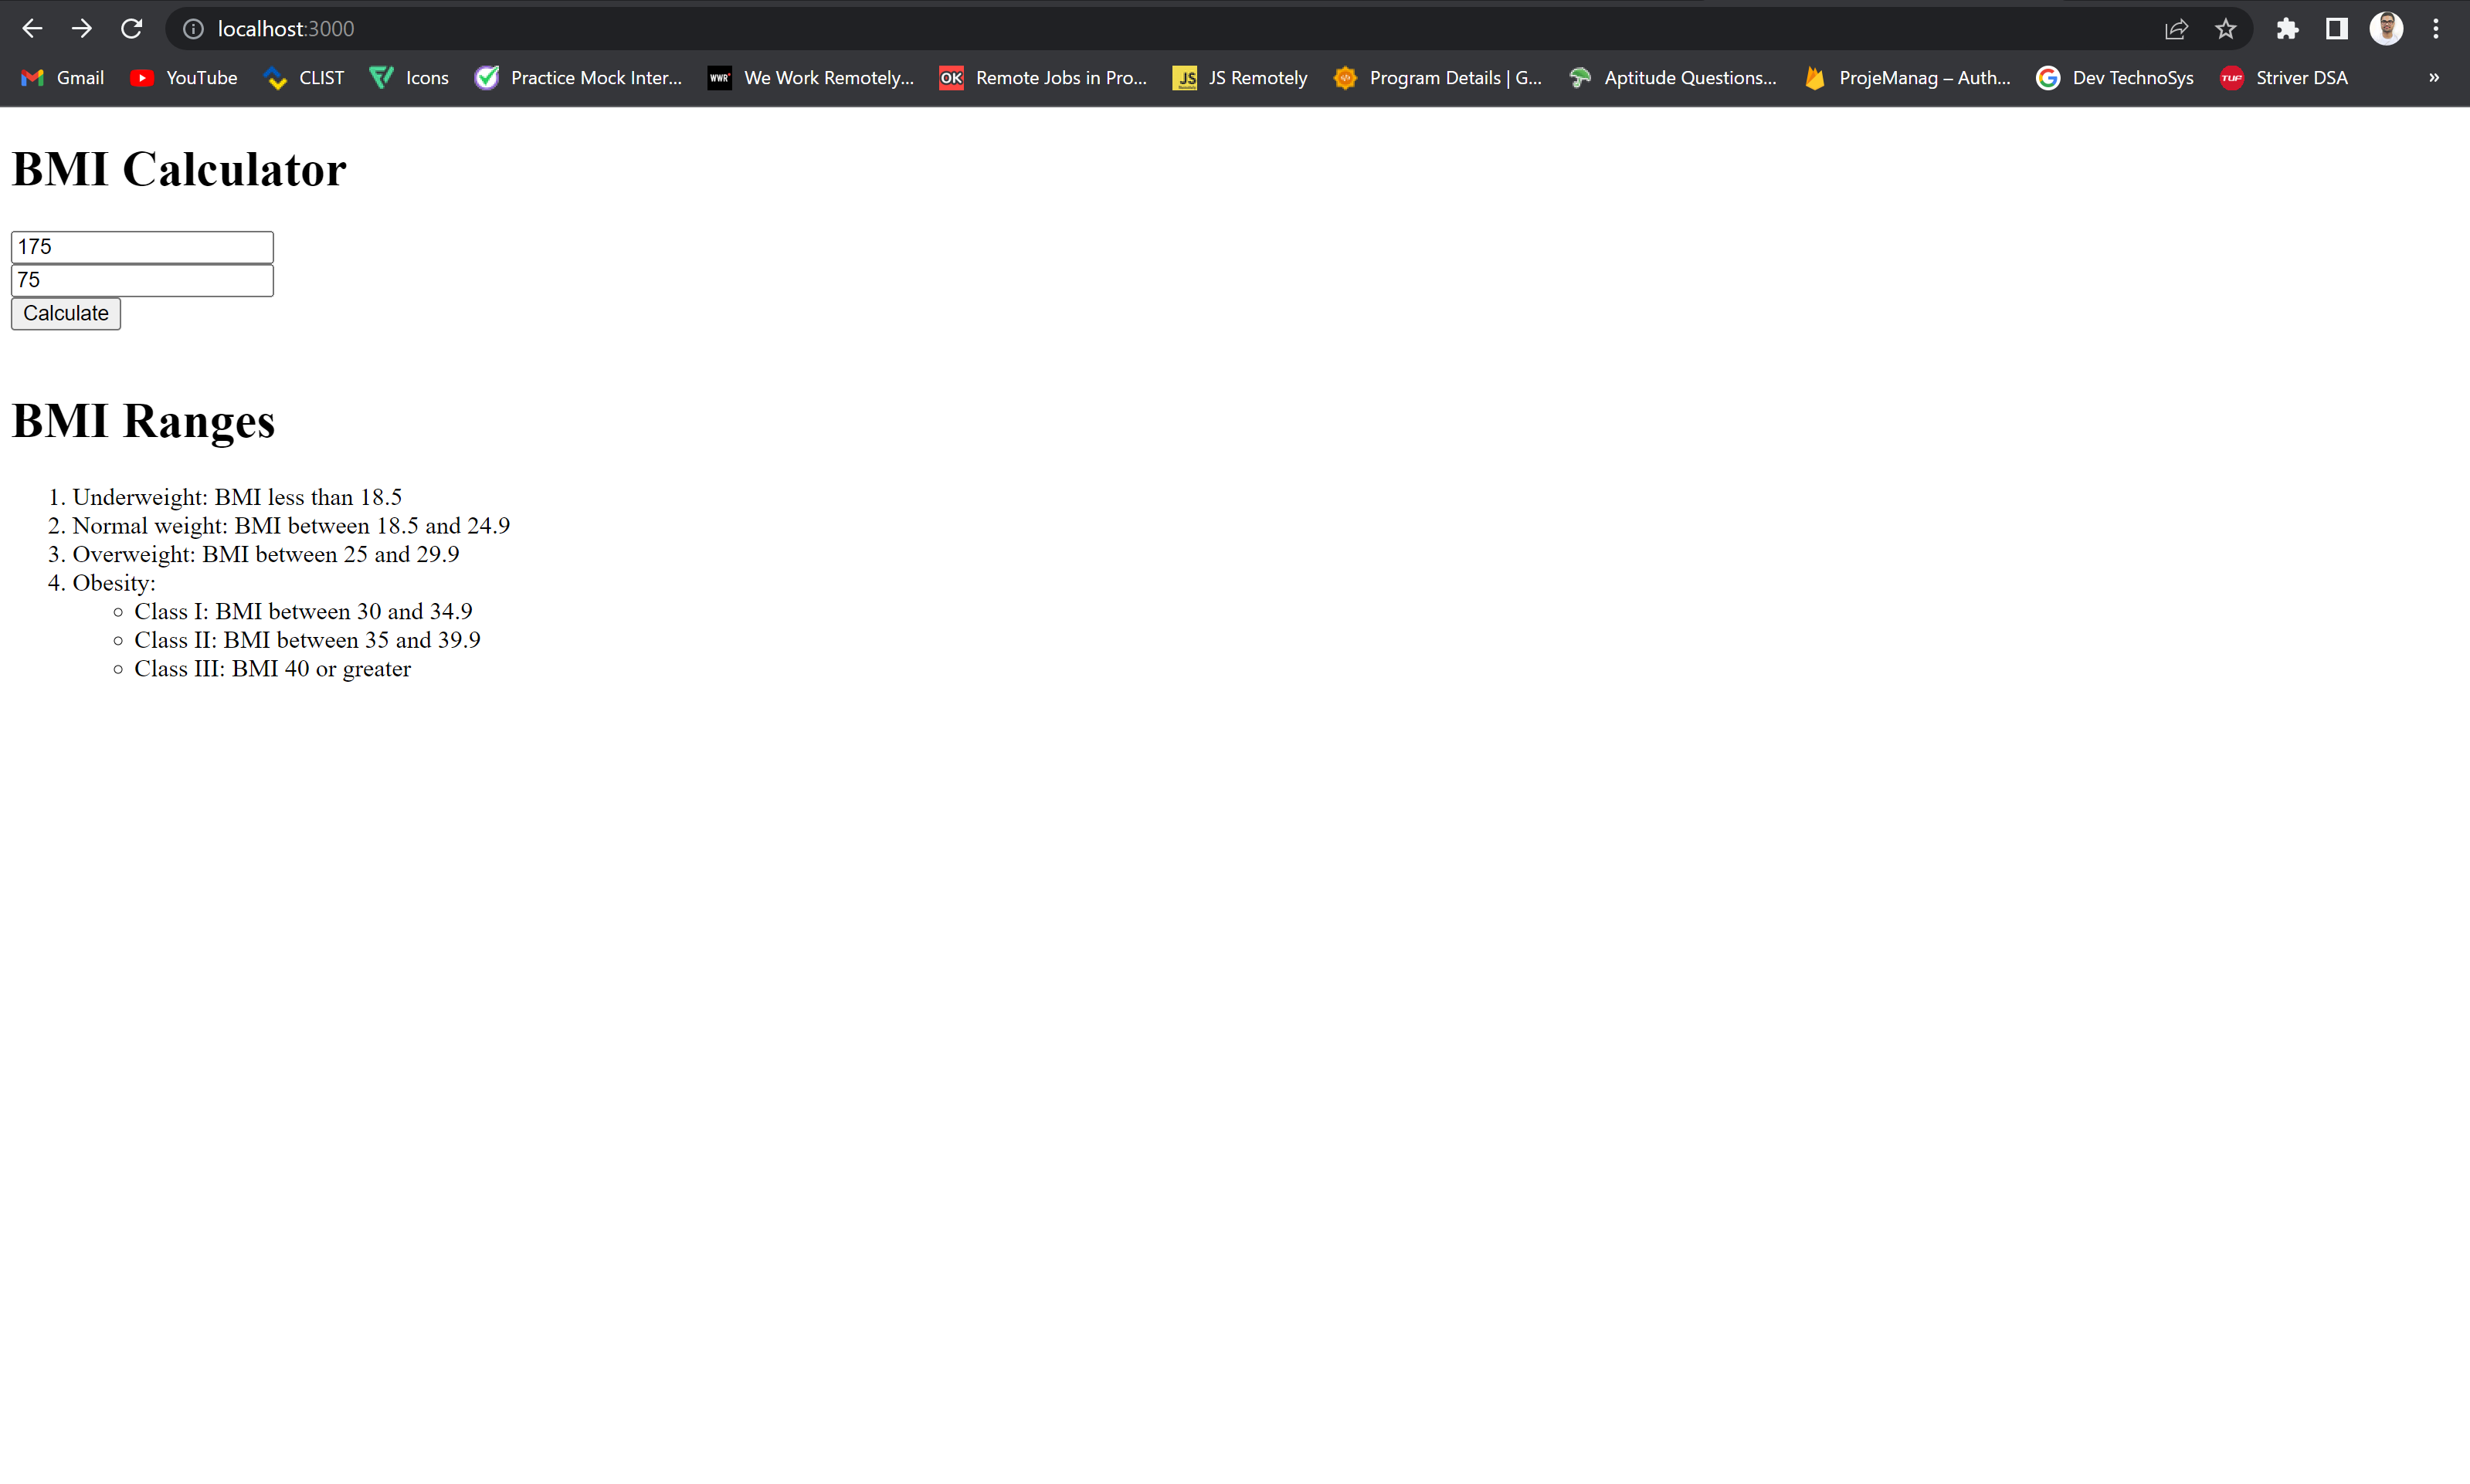 localhost:3000
Gmail YouTube CLIST Icons Practice Mock Inter... WWR We Work Remotely... OK Remote Jobs in Pro... JS JS Remotely Program Details | G... Aptitude Questions... ProjeManag – Auth... Dev TechnoSys TUF Striver DSA »
BMI Calculator
175
75
Calculate
BMI Ranges
1. Underweight: BMI less than 18.5
2. Normal weight: BMI between 18.5 and 24.9
3. Overweight: BMI between 25 and 29.9
4. Obesity:
◦ Class I: BMI between 30 and 34.9
◦ Class II: BMI between 35 and 39.9
◦ Class III: BMI 40 or greater